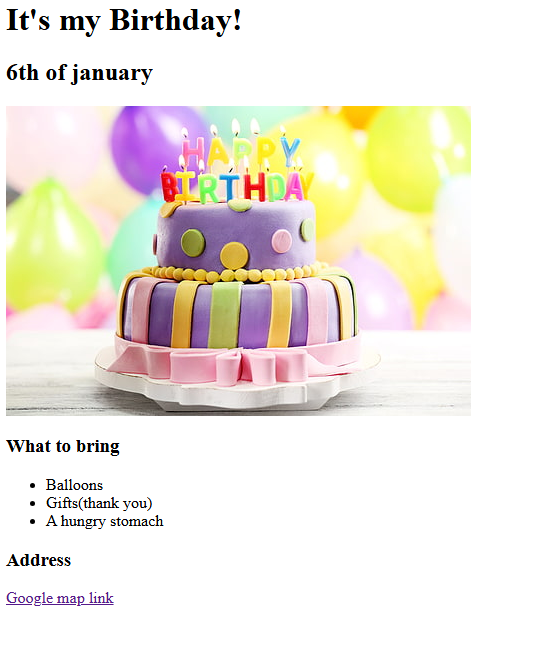 It's my Birthday!
6th of january
HAPPY
BIRTHDAY
What to bring
Balloons
Gifts(thank you)
A hungry stomach
Address
Google map link